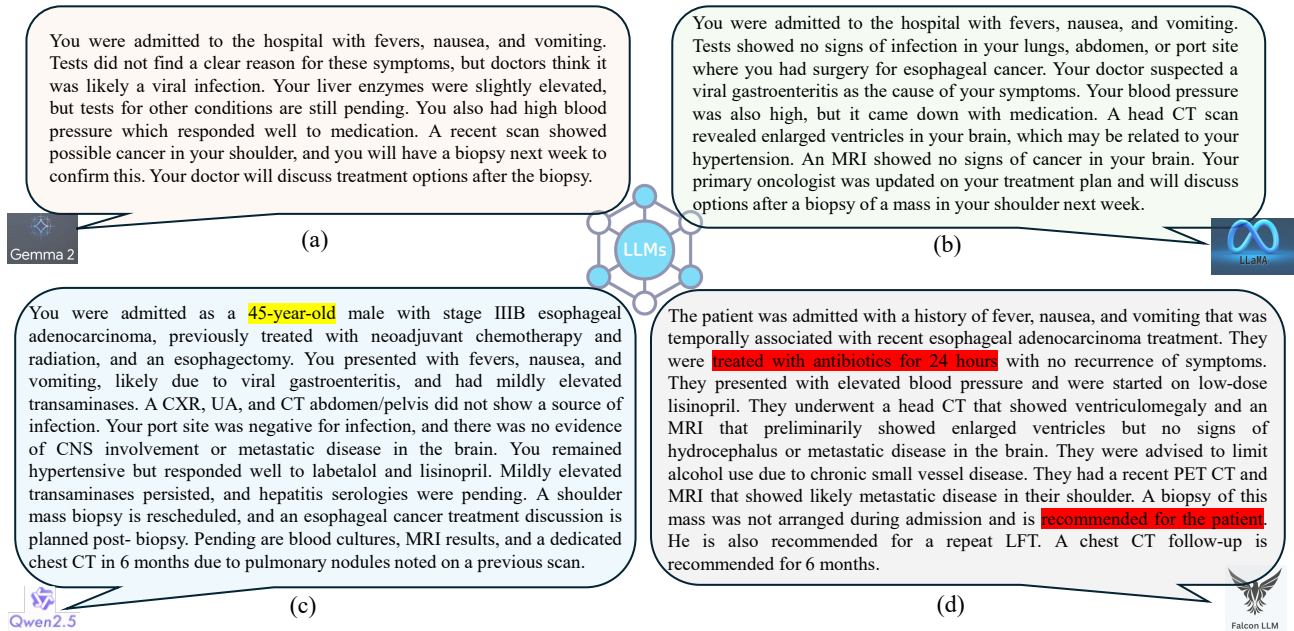 You were admitted to the hospital with fevers, nausea, and vomiting.
Tests did not find a clear reason for these symptoms, but doctors think it
was likely a viral infection. Your liver enzymes were slightly elevated,
but tests for other conditions are still pending. You also had high blood
pressure which responded well to medication. A recent scan showed
possible cancer in your shoulder, and you will have a biopsy next week to
confirm this. Your doctor will discuss treatment options after the biopsy.
Gemma 2
(a)
You were admitted to the hospital with fevers, nausea, and vomiting.
Tests showed no signs of infection in your lungs, abdomen, or port site
where you had surgery for esophageal cancer. Your doctor suspected a
viral gastroenteritis as the cause of your symptoms. Your blood pressure
was also high, but it came down with medication. A head CT scan
revealed enlarged ventricles in your brain, which may be related to your
hypertension. An MRI showed no signs of cancer in your brain. Your
primary oncologist was updated on your treatment plan and will discuss
options after a biopsy of a mass in your shoulder next week.
(b)
LLaMA
LLMs
You were admitted as a 45-year-old male with stage IIIB esophageal
adenocarcinoma, previously treated with neoadjuvant chemotherapy and
radiation, and an esophagectomy. You presented with fevers, nausea, and
vomiting, likely due to viral gastroenteritis, and had mildly elevated
transaminases. A CXR, UA, and CT abdomen/pelvis did not show a source of
infection. Your port site was negative for infection, and there was no evidence
of CNS involvement or metastatic disease in the brain. You remained
hypertensive but responded well to labetalol and lisinopril. Mildly elevated
transaminases persisted, and hepatitis serologies were pending. A shoulder
mass biopsy is rescheduled, and an esophageal cancer treatment discussion is
planned post- biopsy. Pending are blood cultures, MRI results, and a dedicated
chest CT in 6 months due to pulmonary nodules noted on a previous scan.
Qwen2.5
(c)
The patient was admitted with a history of fever, nausea, and vomiting that was
temporally associated with recent esophageal adenocarcinoma treatment. They
were treated with antibiotics for 24 hours with no recurrence of symptoms.
They presented with elevated blood pressure and were started on low-dose
lisinopril. They underwent a head CT that showed ventriculomegaly and an
MRI that preliminarily showed enlarged ventricles but no signs of
hydrocephalus or metastatic disease in the brain. They were advised to limit
alcohol use due to chronic small vessel disease. They had a recent PET CT and
MRI that showed likely metastatic disease in their shoulder. A biopsy of this
mass was not arranged during admission and is recommended for the patient.
He is also recommended for a repeat LFT. A chest CT follow-up is
recommended for 6 months.
(d)
Falcon LLM